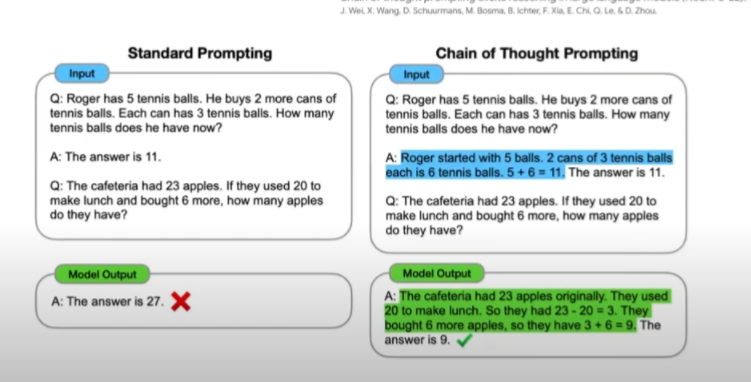 J. Wei, X. Wang, D. Schuurmans, M. Bosma, B. Ichter, F. Xia, E. Chi, Q. Le, & D. Zhou.
Standard Prompting
Input
Q: Roger has 5 tennis balls. He buys 2 more cans of
tennis balls. Each can has 3 tennis balls. How many
tennis balls does he have now?
A: The answer is 11.
Q: The cafeteria had 23 apples. If they used 20 to
make lunch and bought 6 more, how many apples
do they have?
Model Output
A: The answer is 27.
Chain of Thought Prompting
Input
Q: Roger has 5 tennis balls. He buys 2 more cans of
tennis balls. Each can has 3 tennis balls. How many
tennis balls does he have now?
A: Roger started with 5 balls. 2 cans of 3 tennis balls
each is 6 tennis balls. 5 + 6 = 11. The answer is 11.
Q: The cafeteria had 23 apples. If they used 20 to
make lunch and bought 6 more, how many apples
do they have?
Model Output
A: The cafeteria had 23 apples originally. They used
20 to make lunch. So they had 23 - 20 = 3. They
bought 6 more apples, so they have 3 + 6 = 9. The
answer is 9.